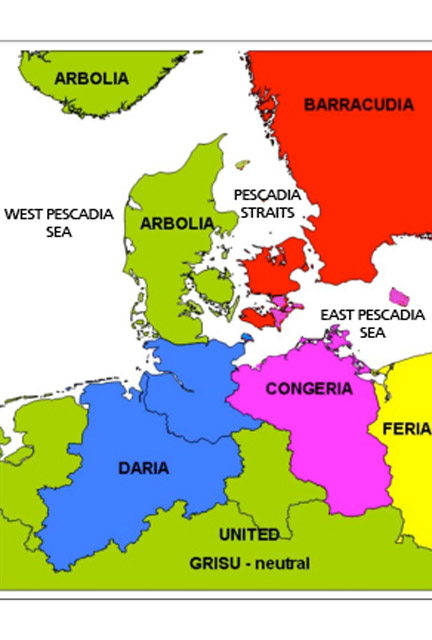 ARBOLIA
BARRACUDIA
PESCADIA
STRAITS
WEST PESCADIA
SEA
ARBOLIA
EAST PESCADIA
SEA
CONGERIA
FERIA
DARIA
UNITED
GRISU - neutral